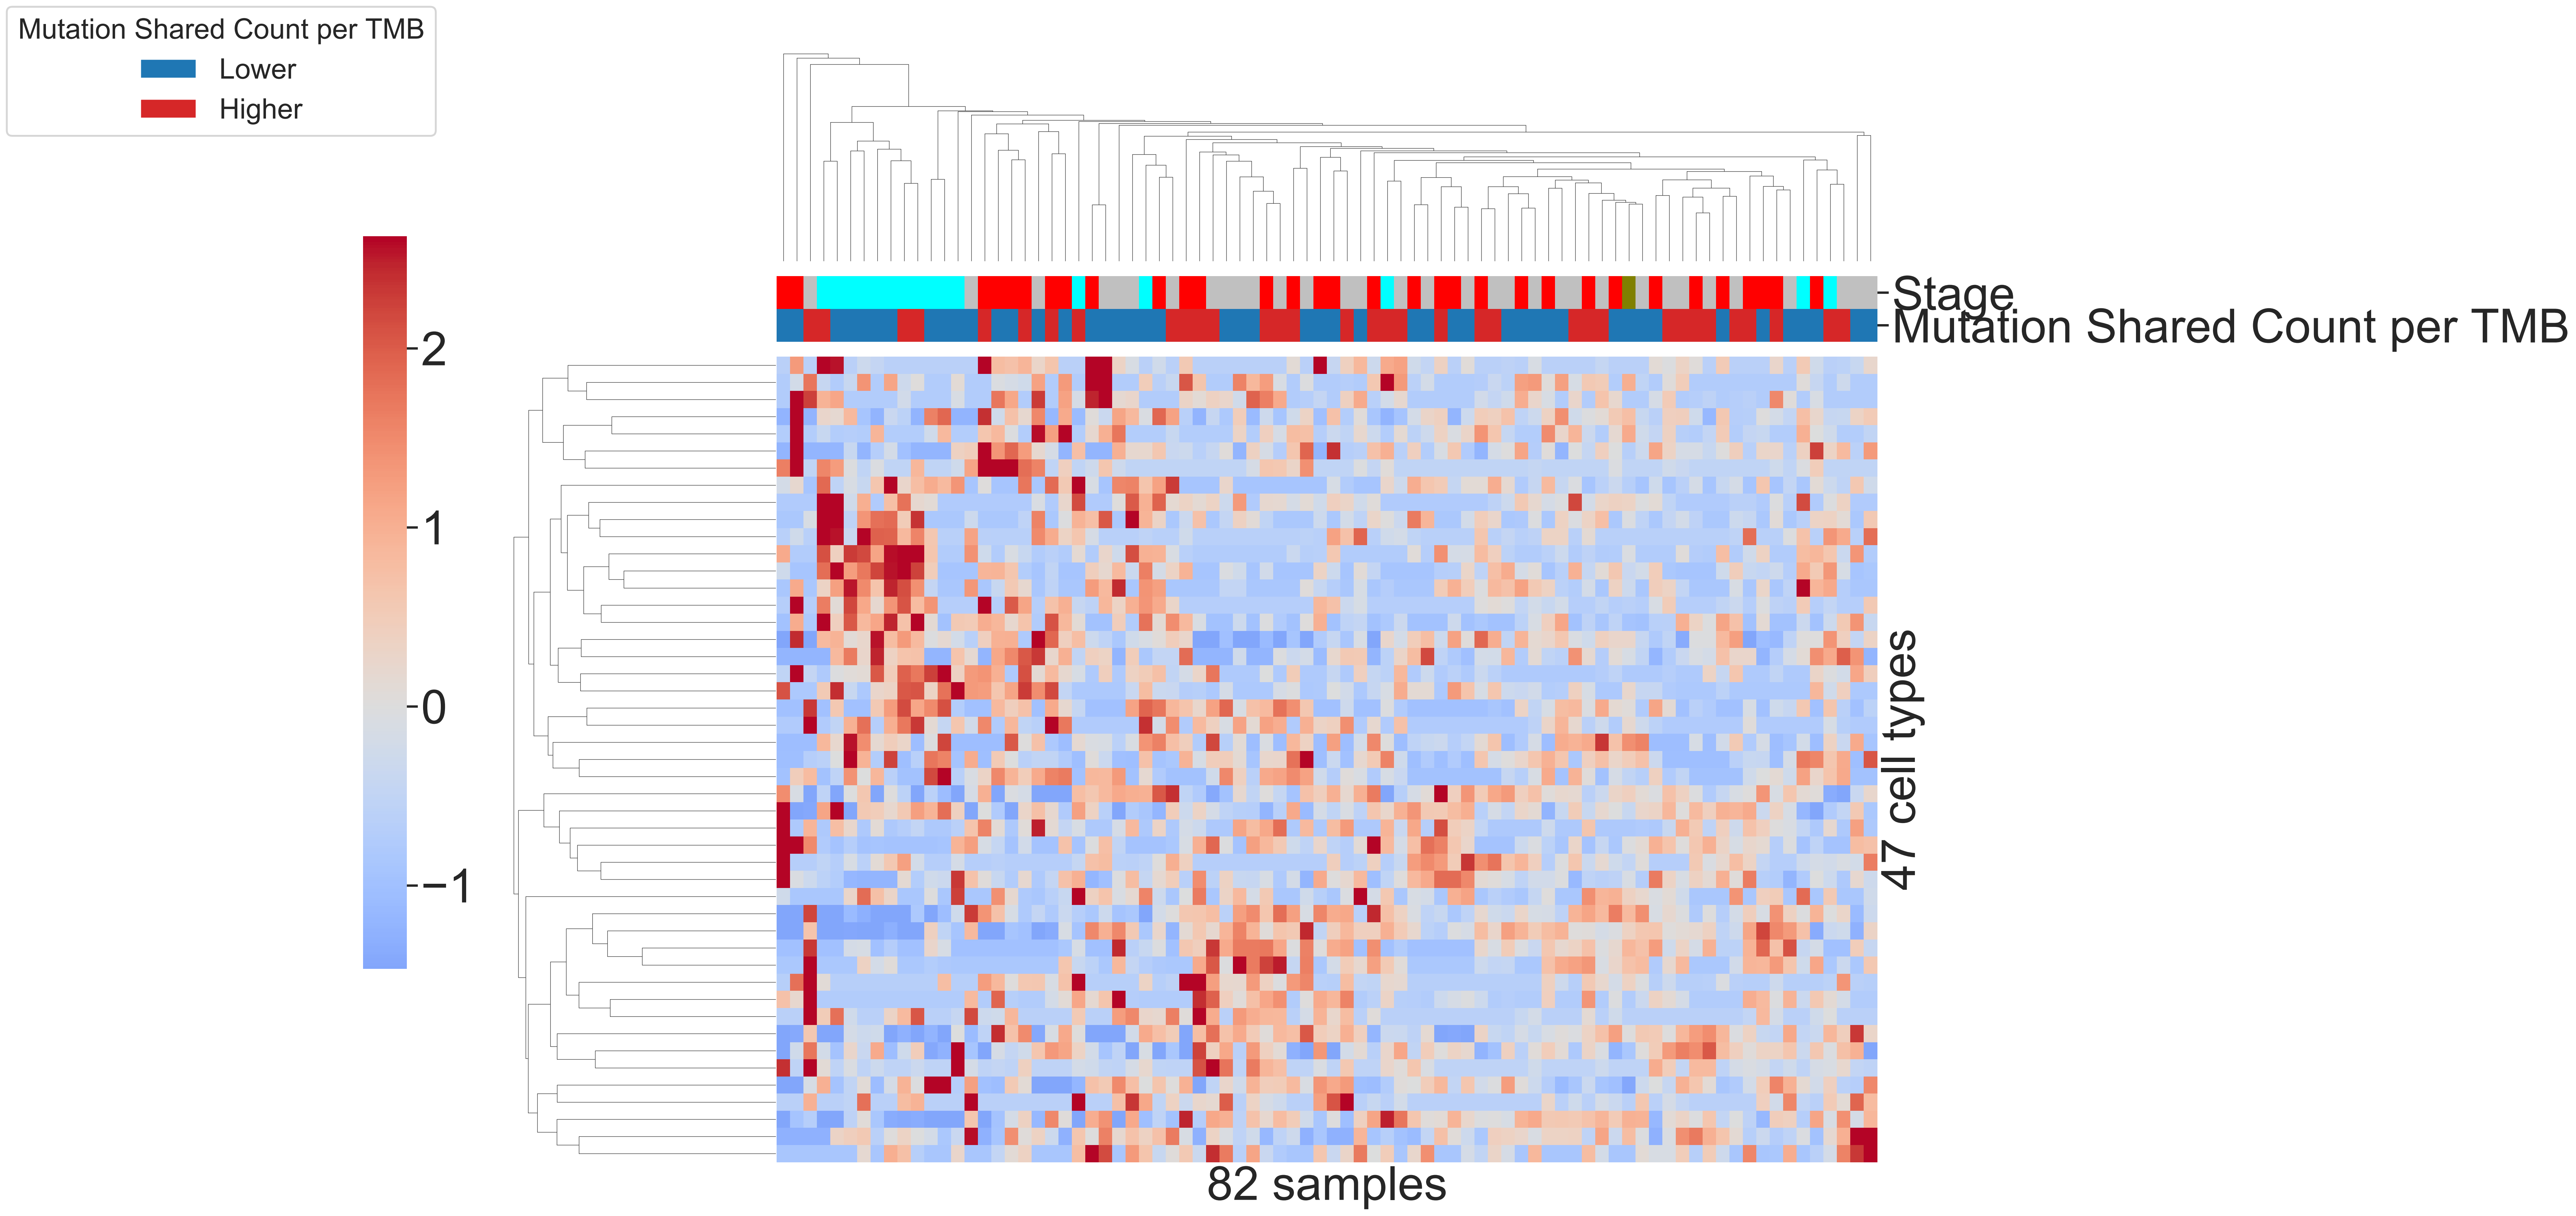 Mutation Shared Count per TMB
Lower
Higher
Stage
Mutation Shared Count per TMB
2
1
0
−1
47 cell types
82 samples